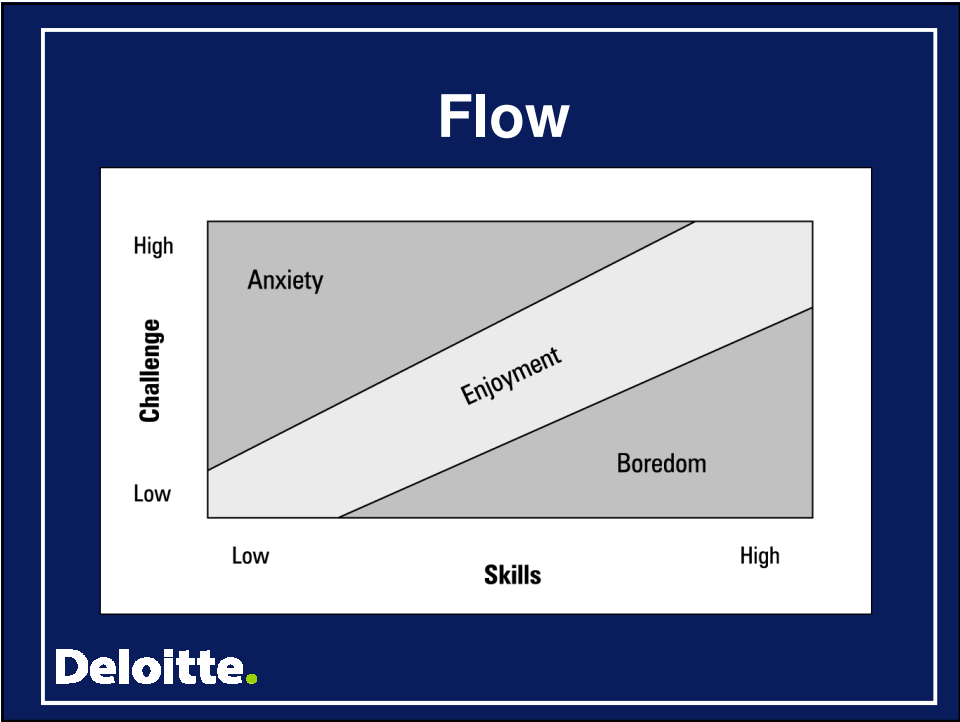 Flow
High
Anxiety
Challenge
Enjoyment
Boredom
Low
Low
High
Skills
Deloitte.